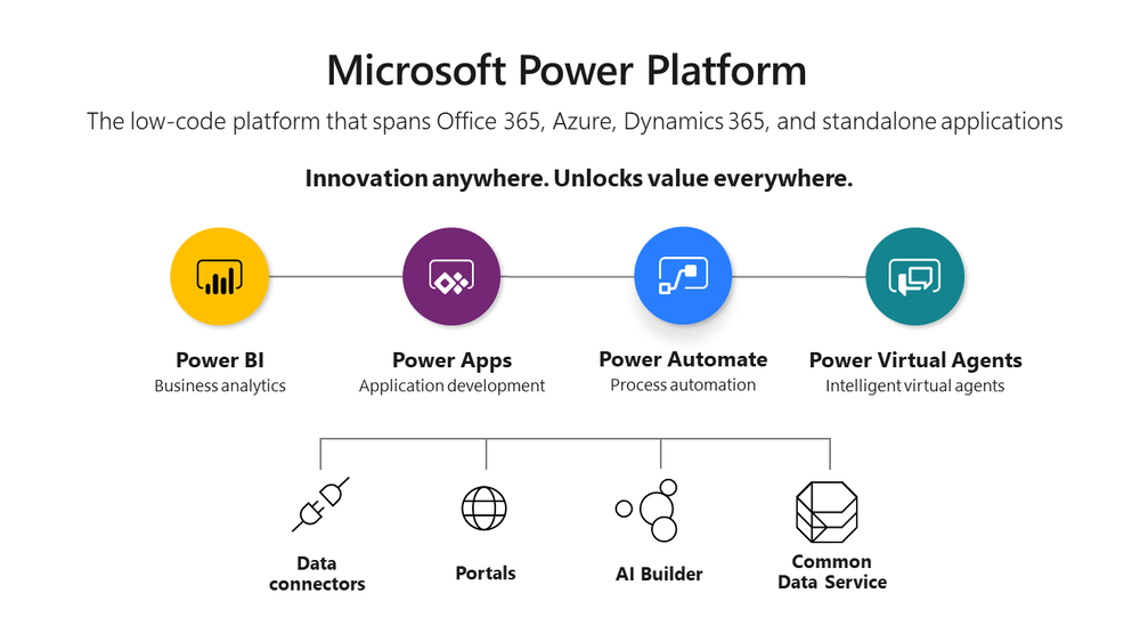 Microsoft Power Platform
The low-code platform that spans Office 365, Azure, Dynamics 365, and standalone applications
Innovation anywhere. Unlocks value everywhere.
Power BI
Business analytics
Power Apps
Application development
Power Automate
Process automation
Power Virtual Agents
Intelligent virtual agents
Data
connectors
Portals
AI Builder
Common
Data Service